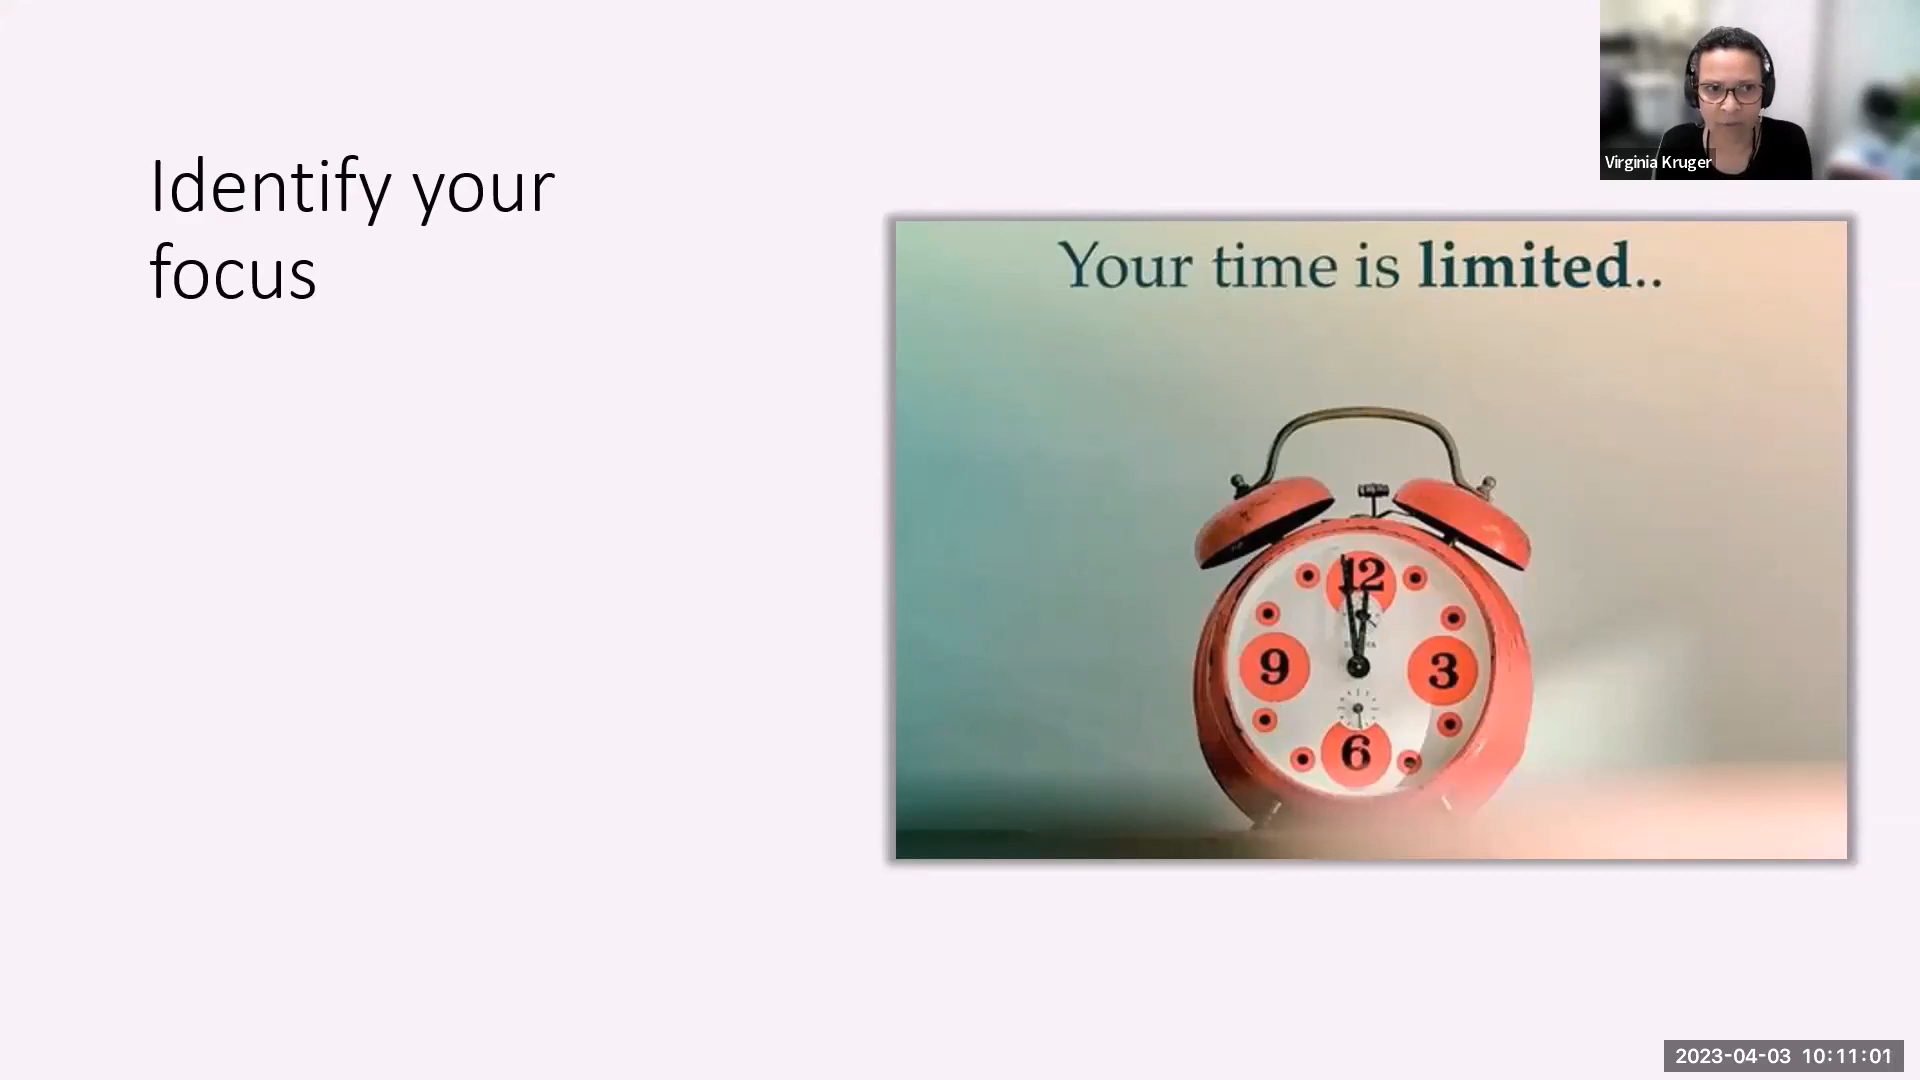 Virginia Kruger
Identify your
focus
Your time is limited..
12
9
3
6
2023-04-03 10:11:01